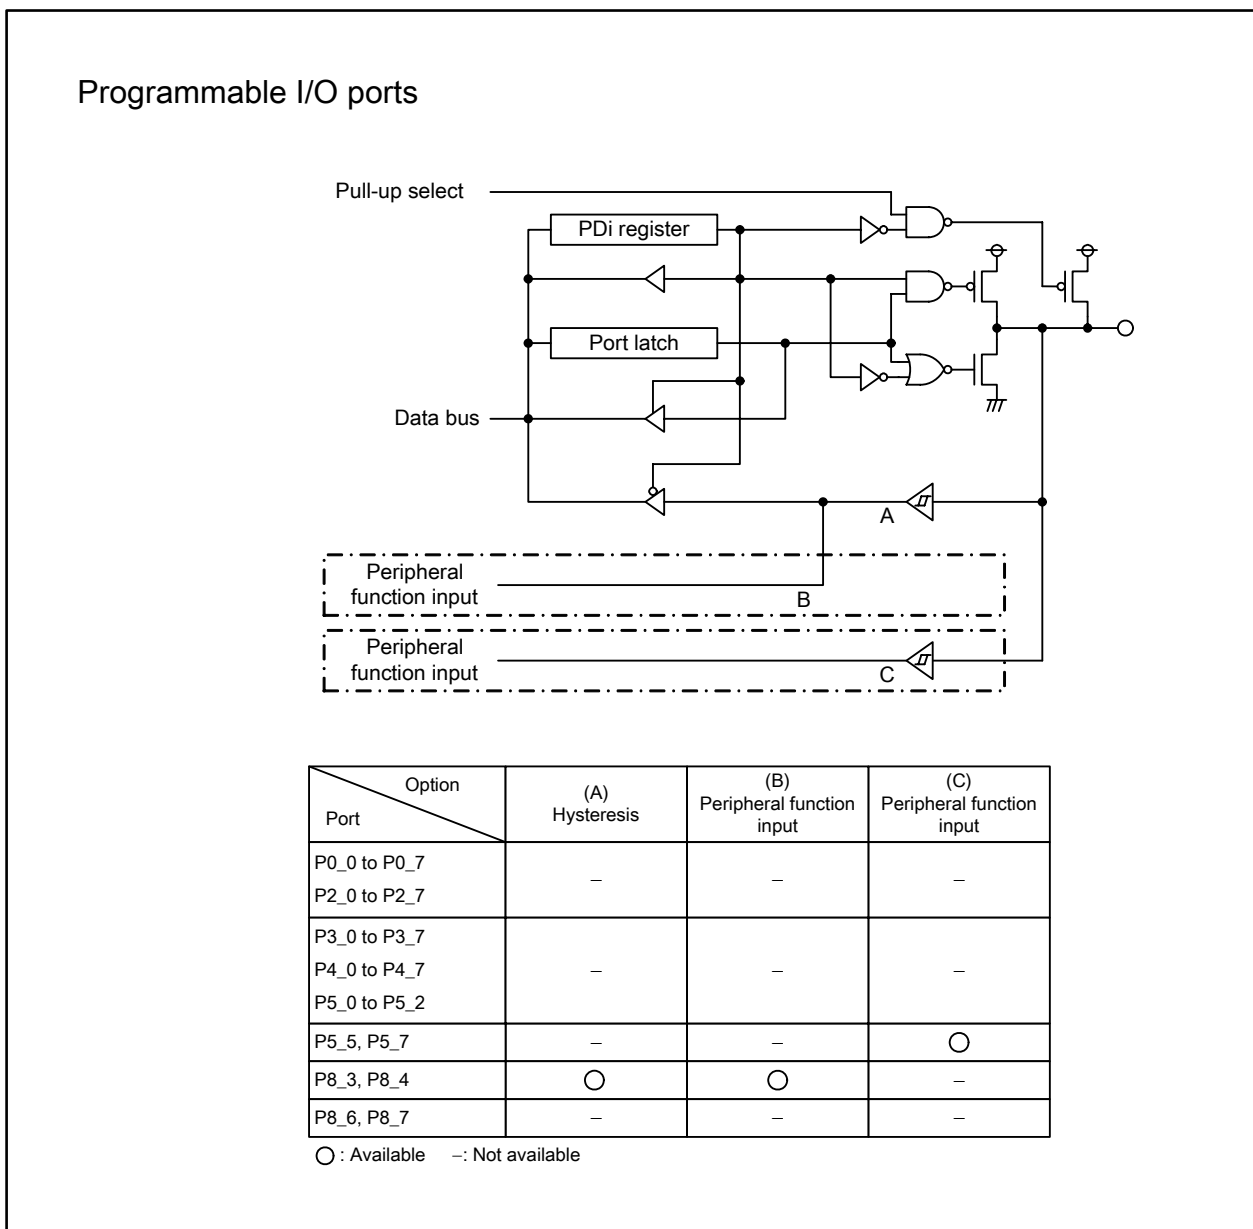 Programmable I/O ports
Pull-up select
PDi register
Port latch
Data bus
A
Peripheral
function input
B
Peripheral
function input
C
Option
Port
(A)
Hysteresis
(B)
Peripheral function
input
(C)
Peripheral function
input
P0_0 to P0_7
P2_0 to P2_7
– – –
P3_0 to P3_7
P4_0 to P4_7
P5_0 to P5_2
– – –
P5_5, P5_7 – – ○
P8_3, P8_4 ○ ○ –
P8_6, P8_7 – – –
○ : Available –: Not available